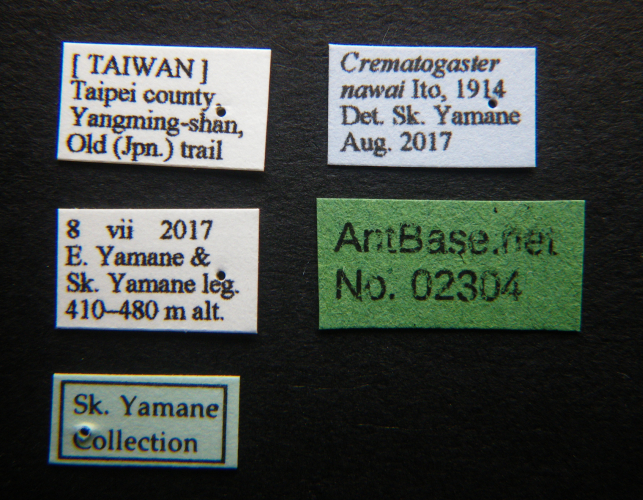 [ TAIWAN ]
Taipei county,
Yangming-shan,
Old (Jpn.) trail
Crematogaster
nawai Ito, 1914
Det. Sk. Yamane
Aug. 2017
8 vii 2017
E. Yamane &
Sk. Yamane leg.
410–480 m alt.
AntBase.net
No. 02304
Sk. Yamane
Collection